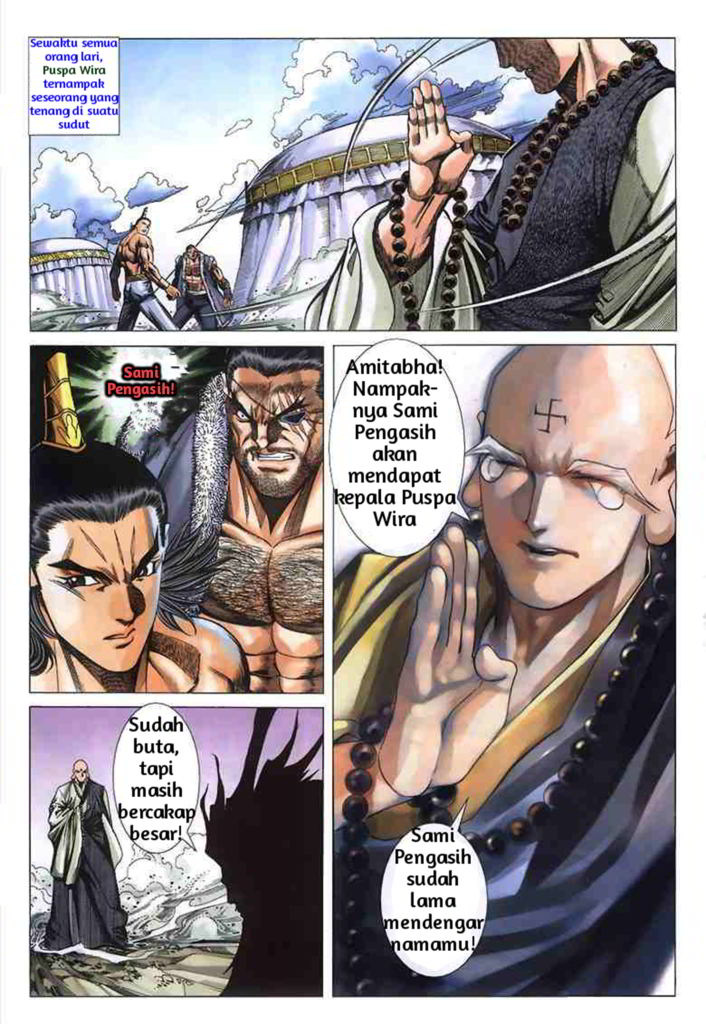 Sewaktu semua
orang lari,
Puspa Wira
ternampak
seseorang yang
tenang di suatu
sudut
Sami
Pengasih!
Amitabha!
Nampak-
nya Sami
Pengasih
akan
mendapat
kepala Puspa
Wira
Sudah
buta,
tapi
masih
bercakap
besar!
Sami
Pengasih
sudah
lama
mendengar
namamu!